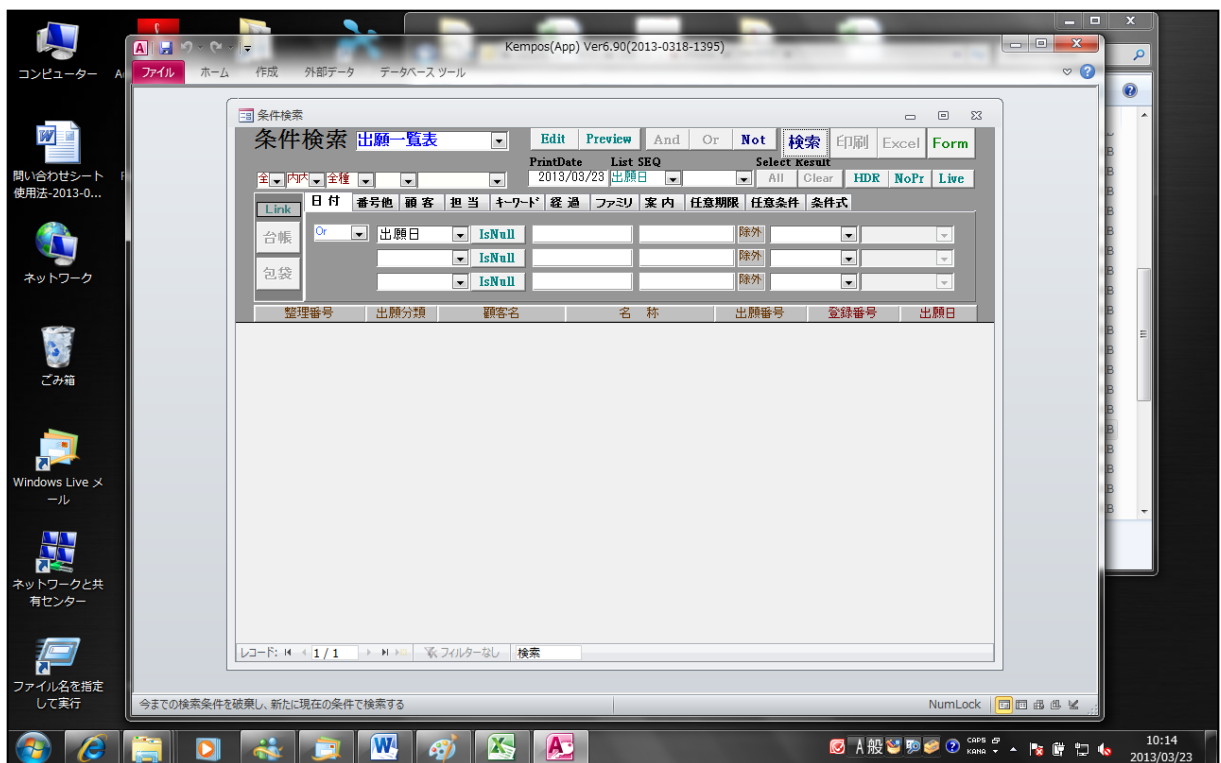 コンピューター
問い合わせシート
使用法-2013-0...
ネットワーク
ごみ箱
Windows Live メ
ール
ネットワークと共
有センター
ファイル名を指定
して実行
Kempos(App) Ver6.90(2013-0318-1395)
ファイル ホーム 作成 外部データ データベース ツール
条件検索
条件検索 出願一覧表 Edit Preview And Or Not 検索 印刷 Excel Form
PrintDate List SEQ Select Result
全 内内 全種 2013/03/23 出願日 All Clear HDR NoPr Live
Link 日付 番号他 顧客 担当 キーワード 経過 ファミリ 案内 任意期限 任意条件 条件式
台帳 Or 出願日 IsNull 除外
IsNull 除外
包袋 IsNull 除外
整理番号 出願分類 顧客名 名 称 出願番号 登録番号 出願日
レコード: 1 / 1 フィルターなし 検索
今までの検索条件を破棄し、新たに現在の条件で検索する NumLock
A 般 CAPS KANA 10:14
2013/03/23